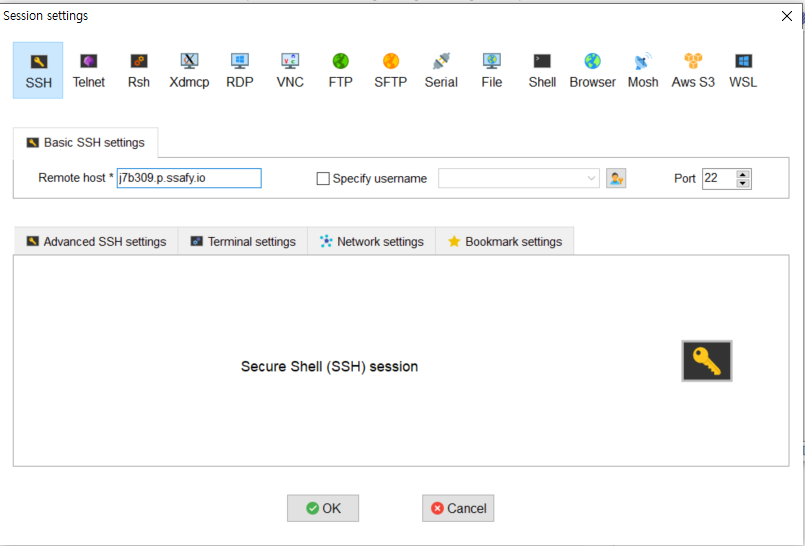 Session settings
SSH Telnet Rsh Xdmcp RDP VNC FTP SFTP Serial File Shell Browser Mosh Aws S3 WSL
Basic SSH settings
Remote host * j7b309.p.ssafy.io Specify username Port 22
Advanced SSH settings Terminal settings Network settings Bookmark settings
Secure Shell (SSH) session
OK Cancel